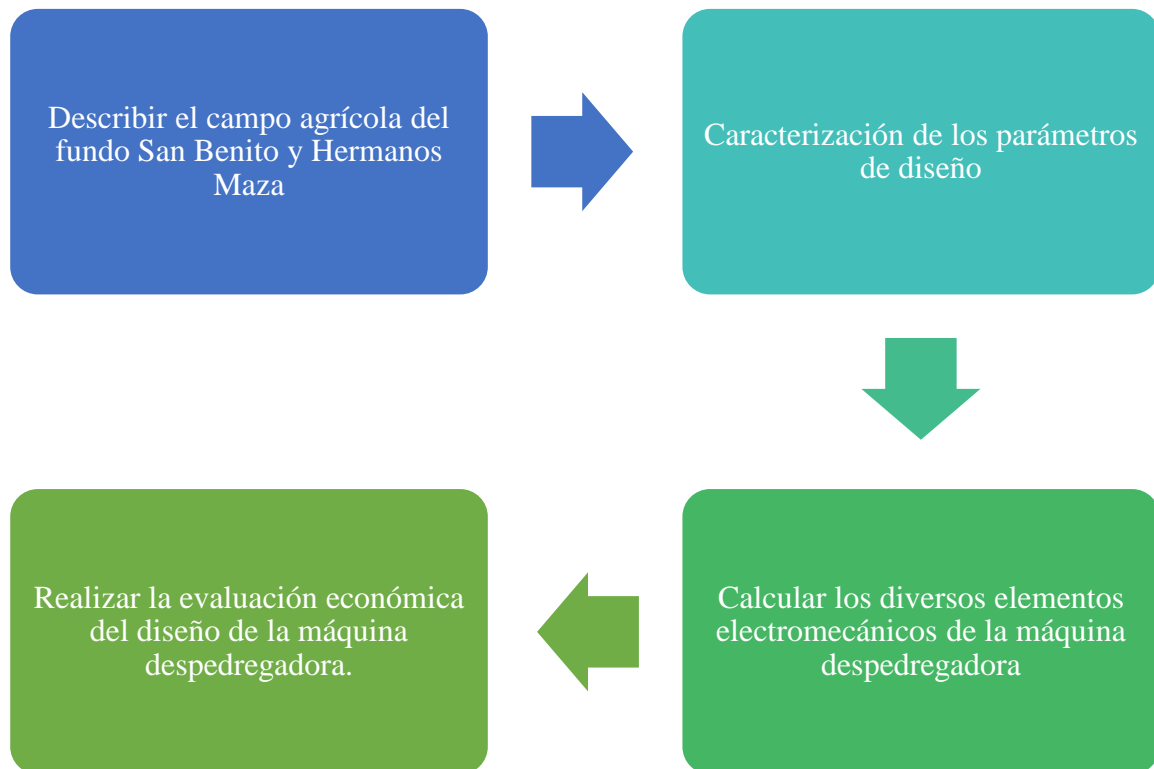 Describir el campo agrícola del
fundo San Benito y Hermanos
Maza
Caracterización de los parámetros
de diseño
Calcular los diversos elementos
electromecánicos de la máquina
despedregadora
Realizar la evaluación económica
del diseño de la máquina
despedregadora.